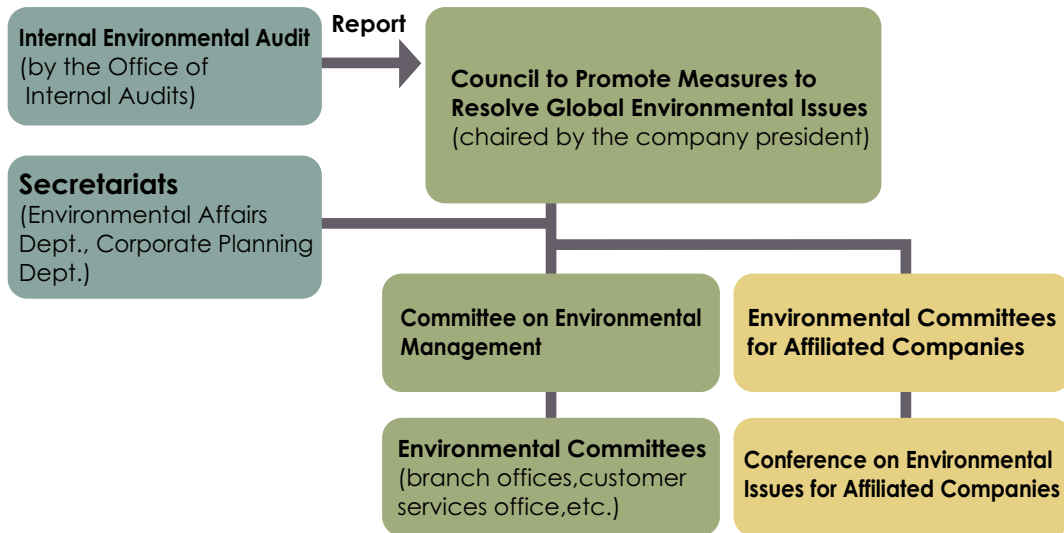 Internal Environmental Audit
(by the Office of
Internal Audits)
Report
Council to Promote Measures to
Resolve Global Environmental Issues
(chaired by the company president)
Secretariats
(Environmental Affairs
Dept., Corporate Planning
Dept.)
Committee on Environmental
Management
Environmental Committees
for Affiliated Companies
Environmental Committees
(branch offices,customer
services office,etc.)
Conference on Environmental
Issues for Affiliated Companies